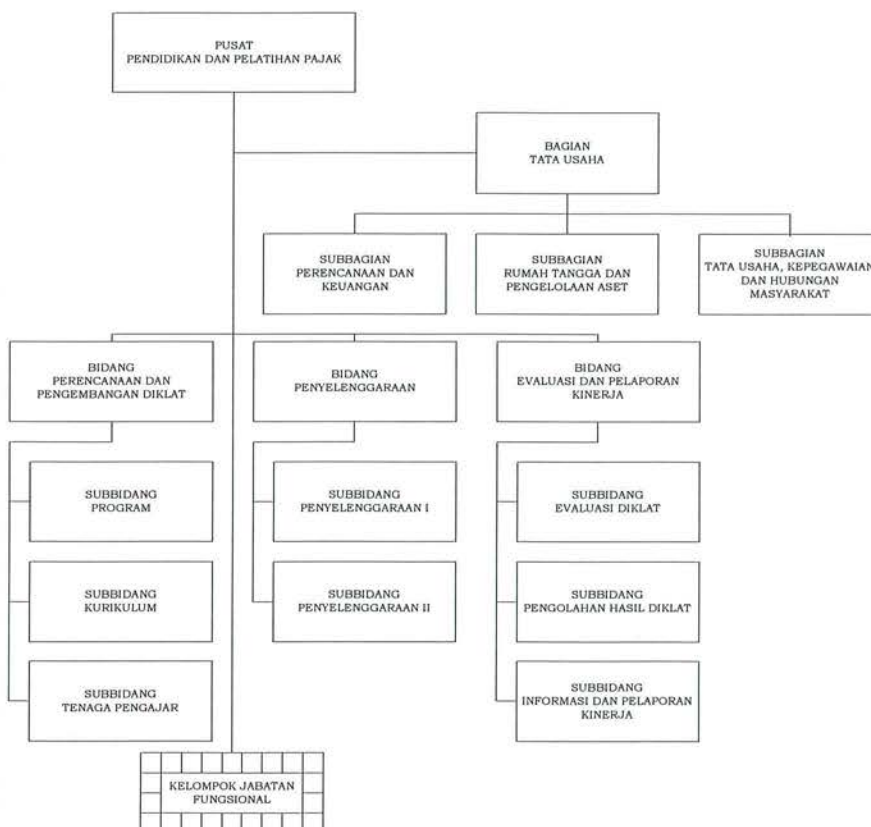 PUSAT
PENDIDIKAN DAN PELATIHAN PAJAK
BAGIAN
TATA USAHA
SUBBAGIAN
PERENCANAAN DAN
KEUANGAN
SUBBAGIAN
RUMAH TANGGA DAN
PENGELOLAAN ASET
SUBBAGIAN
TATA USAHA, KEPEGAWAIAN
DAN HUBUNGAN
MASYARAKAT
BIDANG
PERENCANAAN DAN
PENGEMBANGAN DIKLAT
BIDANG
PENYELENGGARAAN
BIDANG
EVALUASI DAN PELAPORAN
KINERJA
SUBBIDANG
PROGRAM
SUBBIDANG
PENYELENGGARAAN I
SUBBIDANG
EVALUASI DIKLAT
SUBBIDANG
KURIKULUM
SUBBIDANG
PENYELENGGARAAN II
SUBBIDANG
PENGOLAHAN HASIL DIKLAT
SUBBIDANG
TENAGA PENGAJAR
SUBBIDANG
INFORMASI DAN PELAPORAN
KINERJA
KELOMPOK JABATAN
FUNGSIONAL